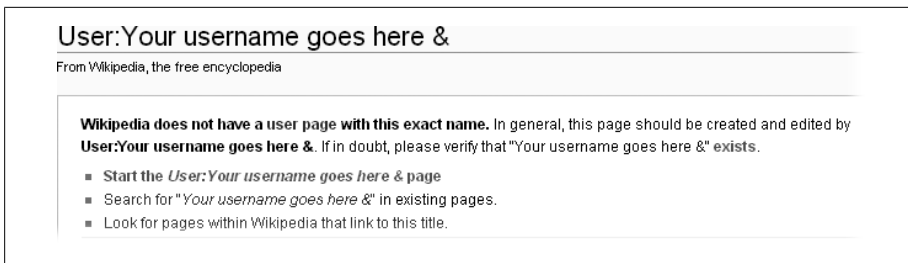 User:Your username goes here &
From Wikipedia, the free encyclopedia
Wikipedia does not have a user page with this exact name. In general, this page should be created and edited by
User:Your username goes here &. If in doubt, please verify that "Your username goes here &" exists.
Start the User:Your username goes here & page
Search for "Your username goes here &" in existing pages.
Look for pages within Wikipedia that link to this title.